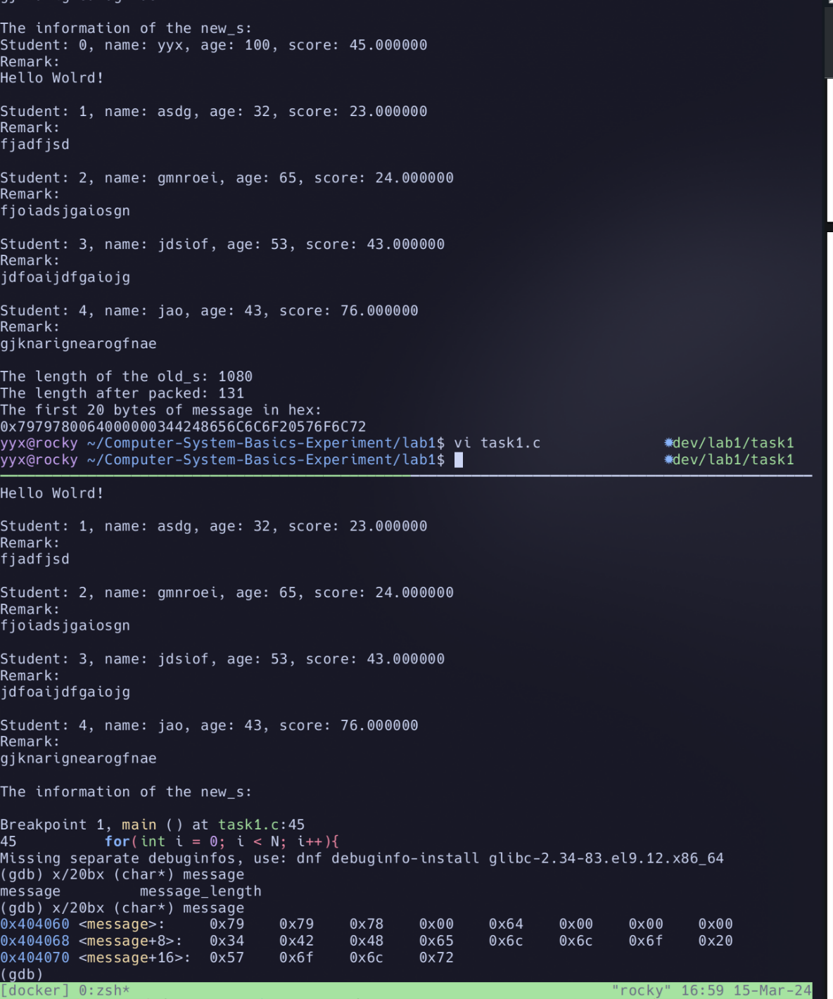 The information of the new_s:
Student: 0, name: yyx, age: 100, score: 45.000000
Remark:
Hello Wolrd!
Student: 1, name: asdg, age: 32, score: 23.000000
Remark:
fjadfjsd
Student: 2, name: gmnroei, age: 65, score: 24.000000
Remark:
fjoiadsjgaiosgn
Student: 3, name: jdsiof, age: 53, score: 43.000000
Remark:
jdfoaijdfgaiojg
Student: 4, name: jao, age: 43, score: 76.000000
Remark:
gjknarignearogfnae
The length of the old_s: 1080
The length after packed: 131
The first 20 bytes of message in hex:
0x7979780064000000344248656C6C6F20576F6C72
yyx@rocky ~/Computer-System-Basics-Experiment/lab1$ vi task1.c *dev/lab1/task1
yyx@rocky ~/Computer-System-Basics-Experiment/lab1$ *dev/lab1/task1
Hello Wolrd!
Student: 1, name: asdg, age: 32, score: 23.000000
Remark:
fjadfjsd
Student: 2, name: gmnroei, age: 65, score: 24.000000
Remark:
fjoiadsjgaiosgn
Student: 3, name: jdsiof, age: 53, score: 43.000000
Remark:
jdfoaijdfgaiojg
Student: 4, name: jao, age: 43, score: 76.000000
Remark:
gjknarignearogfnae
The information of the new_s:
Breakpoint 1, main () at task1.c:45
45 for(int i = 0; i < N; i++){
Missing separate debuginfos, use: dnf debuginfo-install glibc-2.34-83.el9.12.x86_64
(gdb) x/20bx (char*) message
message message_length
(gdb) x/20bx (char*) message
0x404060 <message>: 0x79 0x79 0x78 0x00 0x64 0x00 0x00 0x00
0x404068 <message+8>: 0x34 0x42 0x48 0x65 0x6c 0x6c 0x6f 0x20
0x404070 <message+16>: 0x57 0x6f 0x6c 0x72
(gdb)
[docker] 0:zsh* "rocky" 16:59 15-Mar-24